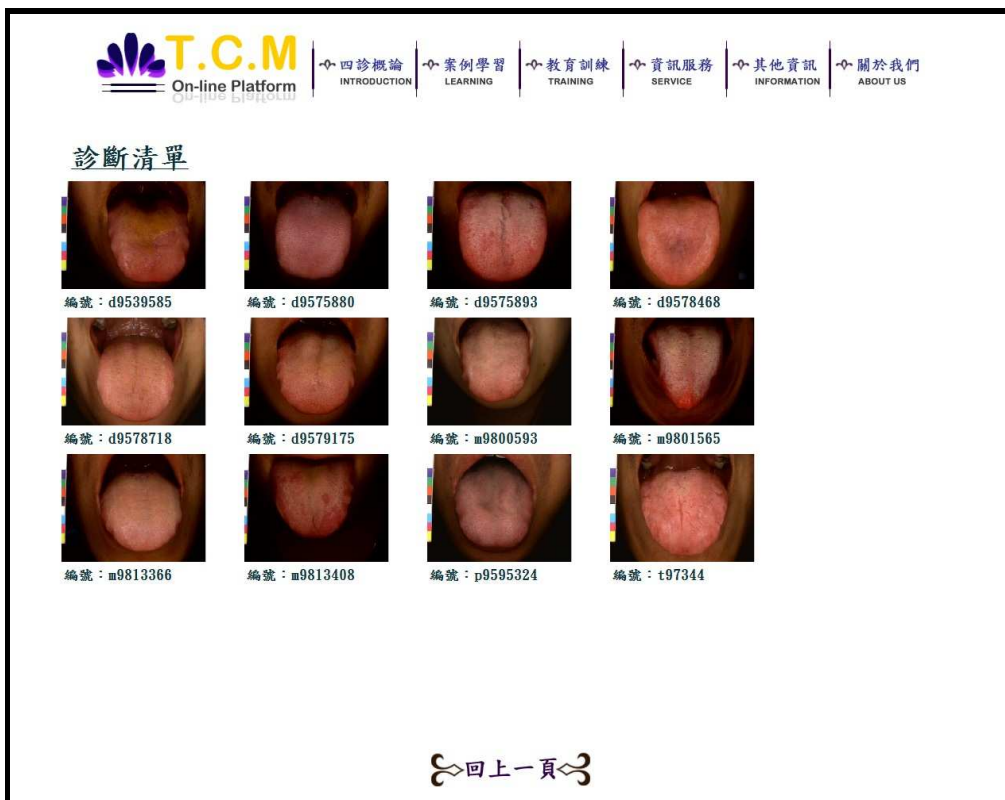 T.C.M
On-line Platform
四診概論
INTRODUCTION
案例學習
LEARNING
教育訓練
TRAINING
資訊服務
SERVICE
其他資訊
INFORMATION
關於我們
ABOUT US
診斷清單
編號：d9539585
編號：d9575880
編號：d9575893
編號：d9578468
編號：d9578718
編號：d9579175
編號：m9800593
編號：m9801565
編號：m9813366
編號：m9813408
編號：p9595324
編號：t97344
回上一頁